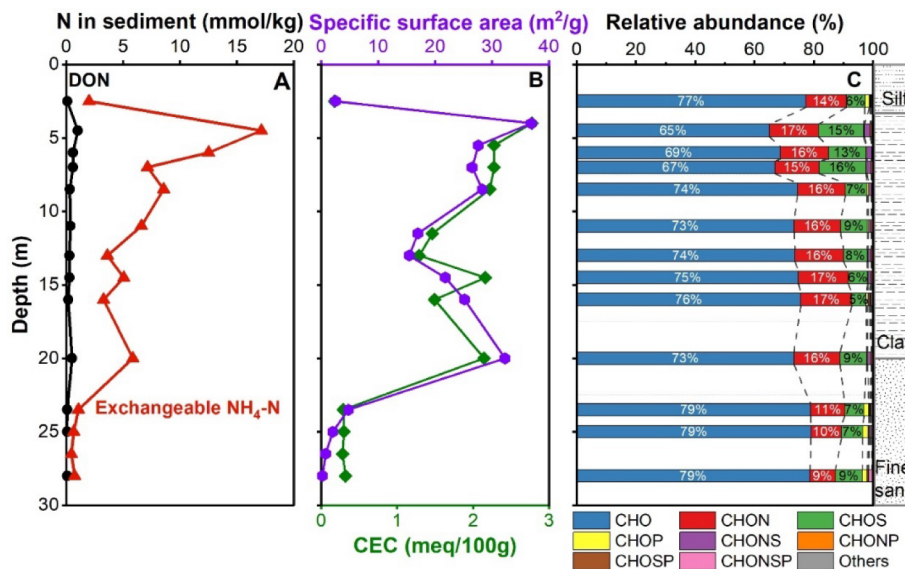 N in sediment (mmol/kg)
0 5 10 15 20
Specific surface area (m²/g)
0 20 30 40
Relative abundance (%)
0 20 40 60 80 100
DON
A
B
C
Depth (m)
0
5
10
15
20
25
30
Exchangeable NH₄-N
0 1 2 3
CEC (meq/100g)
77% 14% 6%
65% 17% 15%
69% 16% 13%
67% 15% 16%
74% 16% 7%
73% 16% 9%
74% 16% 8%
75% 17% 6%
76% 17% 5%
73% 16% 9%
79% 11% 7%
79% 10% 7%
79% 9% 9%
Silt
Cla
Fine
san
CHO CHON CHOS
CHOP CHONS CHONP
CHOSP CHONSP Others